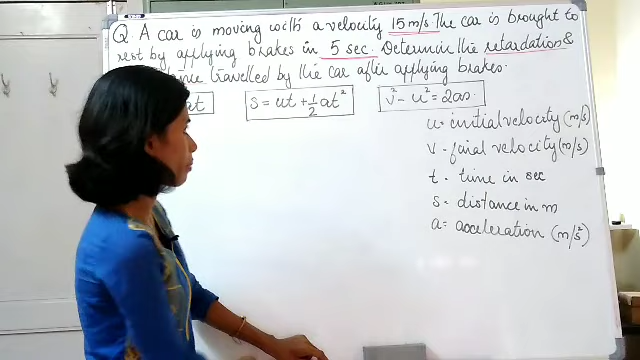 Q. A car is moving with a velocity 15 m/s. The car is brought to
rest by applying brakes in 5 sec. Determine the retardation &
travelled by the car after applying brakes.
at s = ut + 1/2 at² v² - u² = 2as
u = initial velocity (m/s)
v - final velocity (m/s)
t - time in sec
s = distance in m
a = acceleration (m/s²)